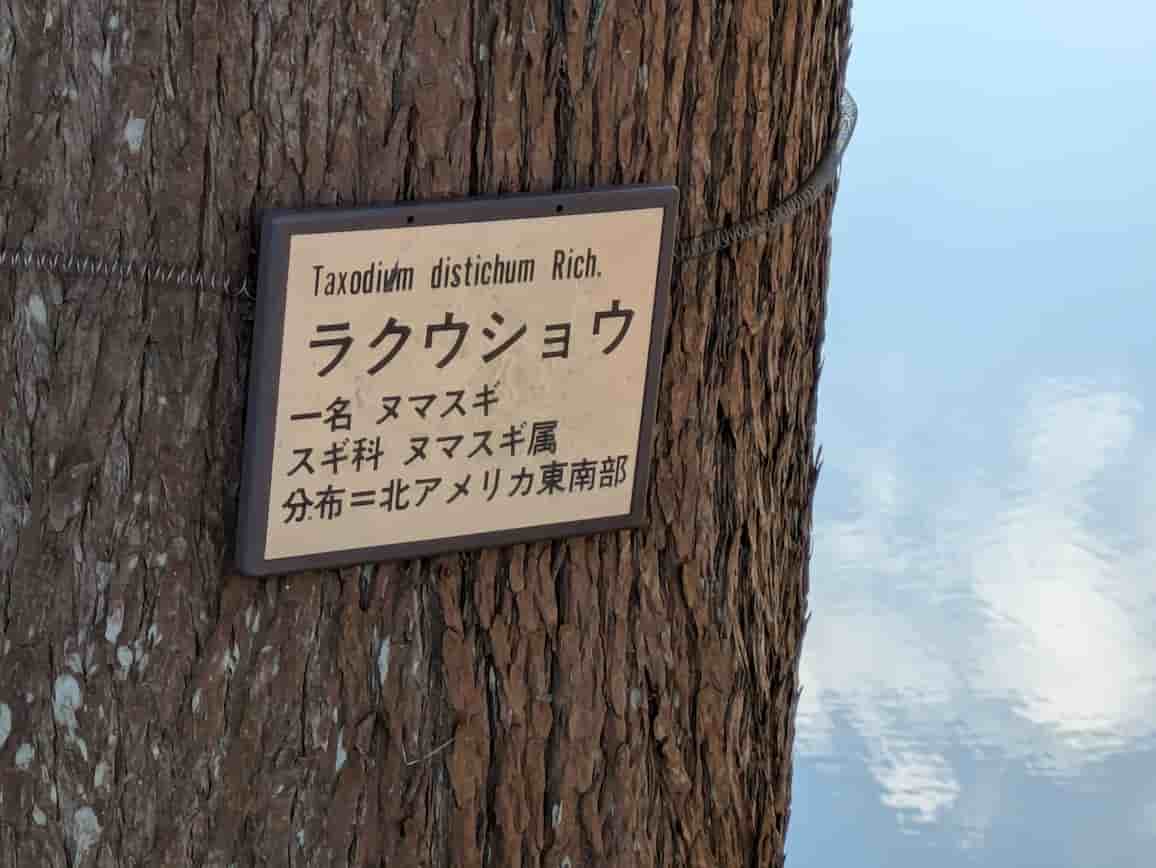 Taxodium distichum Rich.
ラクウショウ
一名 ヌマスギ
スギ科 ヌマスギ属
分布=北アメリカ東南部